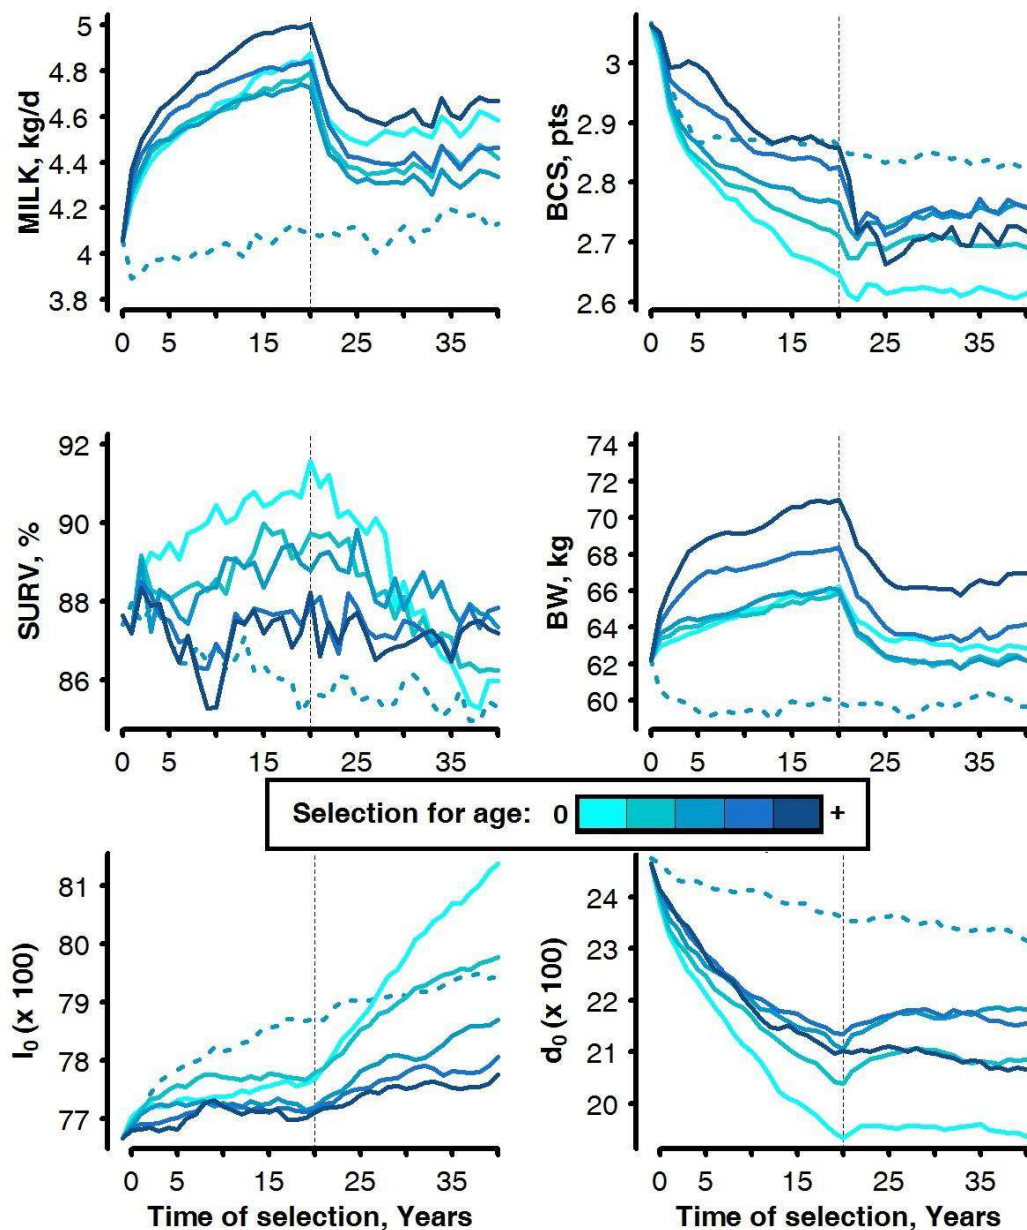 MILK, kg/d
5
4.8
4.6
4.4
4.2
4
3.8
0 5 15 25 35
BCS, pts
3
2.9
2.8
2.7
2.6
0 5 15 25 35
SURV, %
92
90
88
86
0 5 15 25 35
BW, kg
74
72
70
68
66
64
62
60
0 5 15 25 35
Selection for age: 0 +
l0 (x 100)
81
80
79
78
77
0 5 15 25 35
Time of selection, Years
d0 (x 100)
24
23
22
21
20
0 5 15 25 35
Time of selection, Years